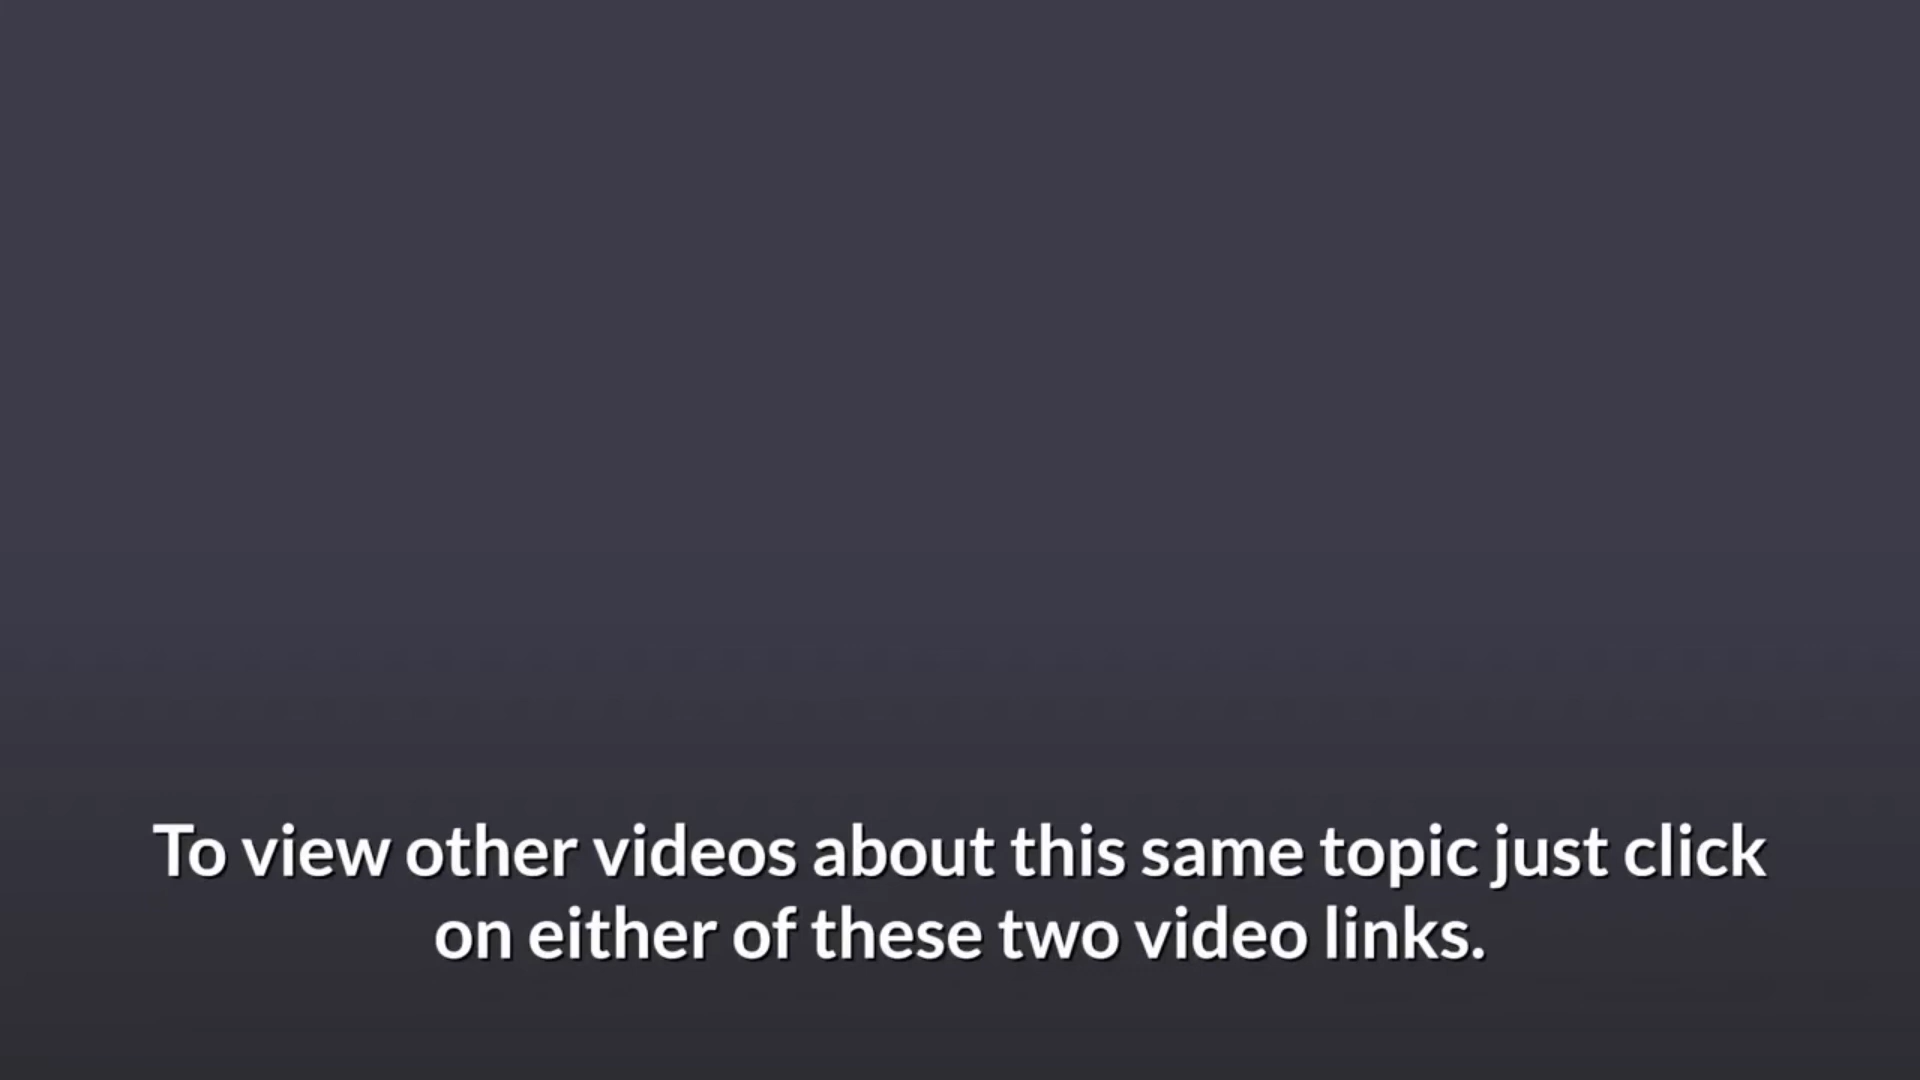 To view other videos about this same topic just click
on either of these two video links.